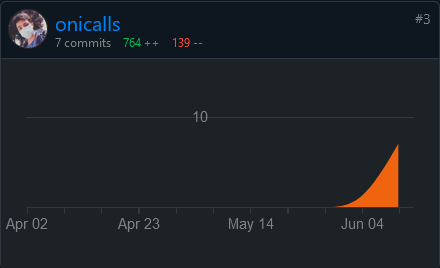 onicalls
#3
7 commits 764 ++ 139 --
10
Apr 02 Apr 23 May 14 Jun 04